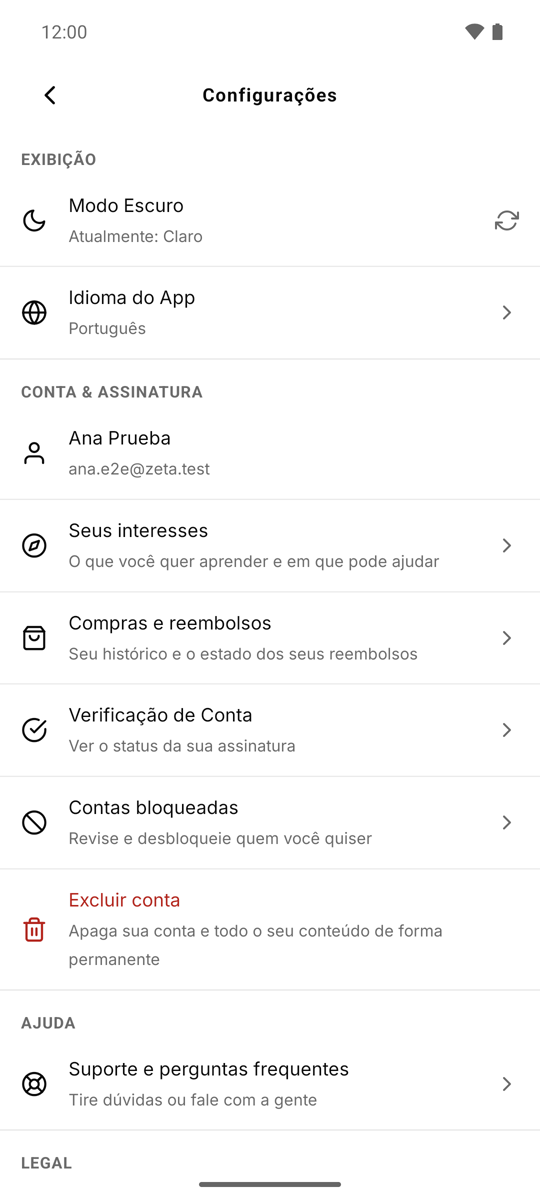 12:00
Configurações
EXIBIÇÃO
Modo Escuro
Atualmente: Claro
Idioma do App
Português
CONTA & ASSINATURA
Ana Prueba
ana.e2e@zeta.test
Seus interesses
O que você quer aprender e em que pode ajudar
Compras e reembolsos
Seu histórico e o estado dos seus reembolsos
Verificação de Conta
Ver o status da sua assinatura
Contas bloqueadas
Revise e desbloqueie quem você quiser
Excluir conta
Apaga sua conta e todo o seu conteúdo de forma
permanente
AJUDA
Suporte e perguntas frequentes
Tire dúvidas ou fale com a gente
LEGAL